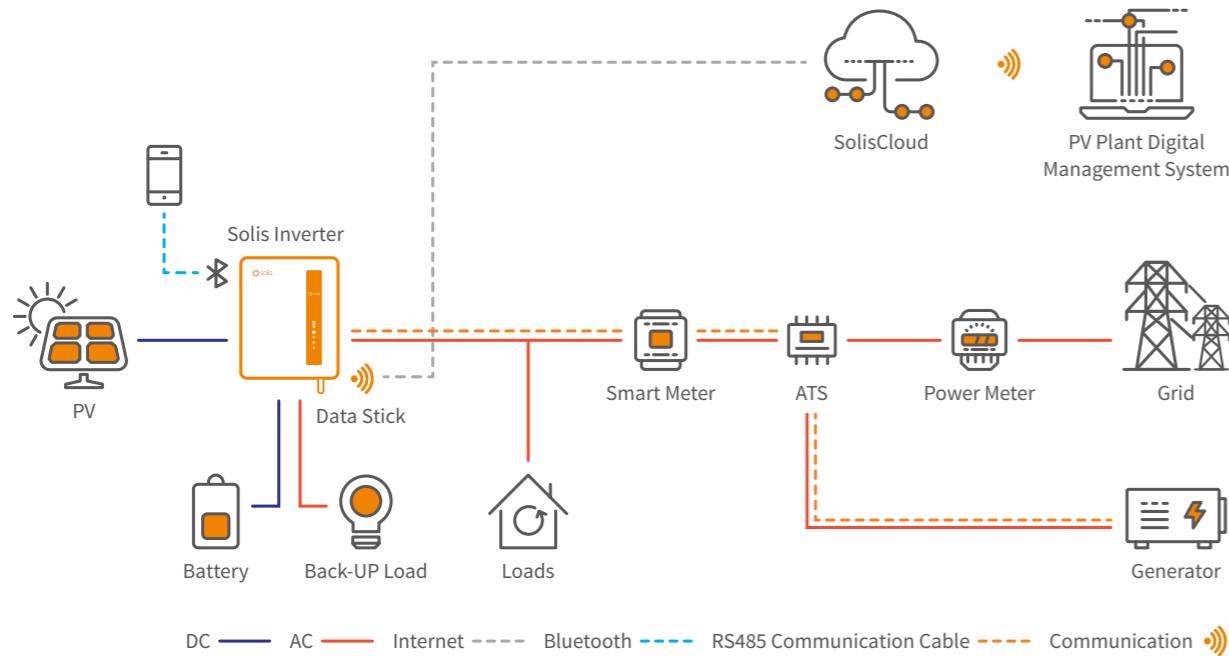 SolisCloud
PV Plant Digital
Management System
Solis Inverter
solis
PV
Data Stick
Smart Meter
ATS
Power Meter
Grid
Battery
Back-UP Load
Loads
Generator
DC
AC
Internet
Bluetooth
RS485 Communication Cable
Communication